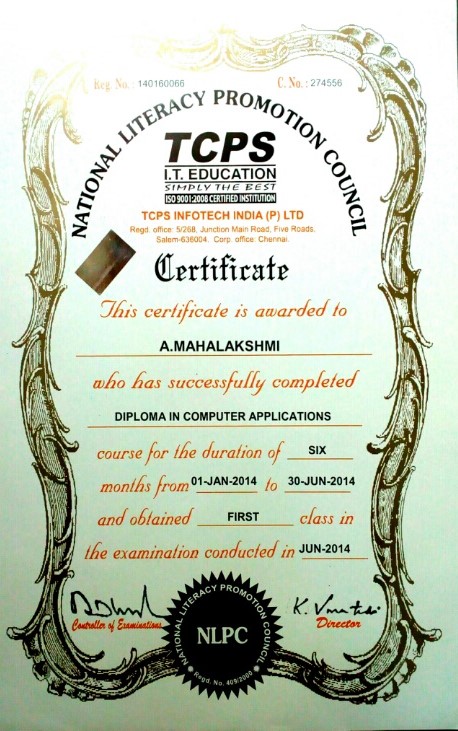 Reg. No. : 140160066 C. No. : 274556
NATIONAL LITERACY PROMOTION COUNCIL
TCPS
I.T. EDUCATION
SIMPLY THE BEST
ISO 9001:2008 CERTIFIED INSTITUTION
TCPS INFOTECH INDIA (P) LTD
Regd. office: 5/268, Junction Main Road, Five Roads,
Salem-636004. Corp. office: Chennai.
Certificate
This certificate is awarded to
A.MAHALAKSHMI
who has successfully completed
DIPLOMA IN COMPUTER APPLICATIONS
course for the duration of SIX
months from 01-JAN-2014 to 30-JUN-2014
and obtained FIRST class in
the examination conducted in JUN-2014
Controller of Examinations Director
NATIONAL LITERACY PROMOTION COUNCIL
NLPC
Regd. No. 409/2008